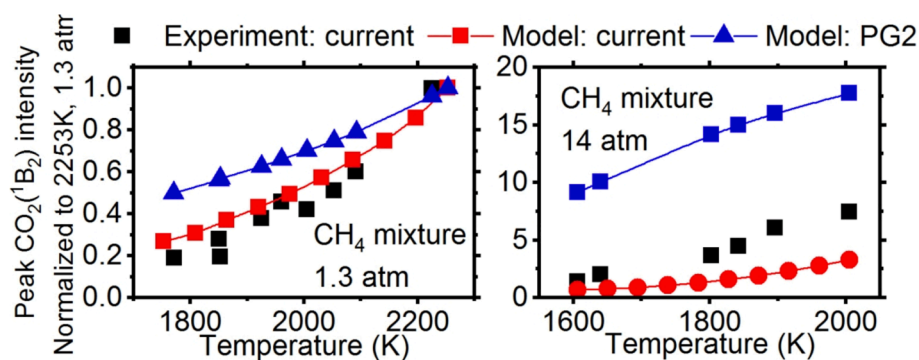 Experiment: current Model: current Model: PG2
Peak CO2(1B2) intensity
Normalized to 2253K, 1.3 atm
1.0
0.8
0.6
0.4
0.2
0.0
CH4 mixture
1.3 atm
1800 2000 2200
Temperature (K)
20
15
10
5
0
CH4 mixture
14 atm
1600 1800 2000
Temperature (K)